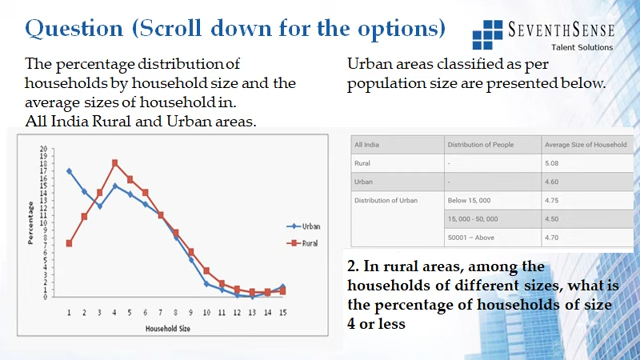 Question (Scroll down for the options)
SEVENTHSENSE
Talent Solutions
The percentage distribution of
households by household size and the
average sizes of household in.
All India Rural and Urban areas.
Urban areas classified as per
population size are presented below.
20
19
18
17
16
15
14
13
12
11
10
9
8
7
6
5
4
3
2
1
0
Percentage
1 2 3 4 5 6 7 8 9 10 11 12 13 14 15
Household Size
Urban
Rural
All India Distribution of People Average Size of Household
Rural - 5.08
Urban - 4.60
Distribution of Urban Below 15, 000 4.75
15, 000 - 50, 000 4.50
50001 – Above 4.70
2. In rural areas, among the
households of different sizes, what is
the percentage of households of size
4 or less